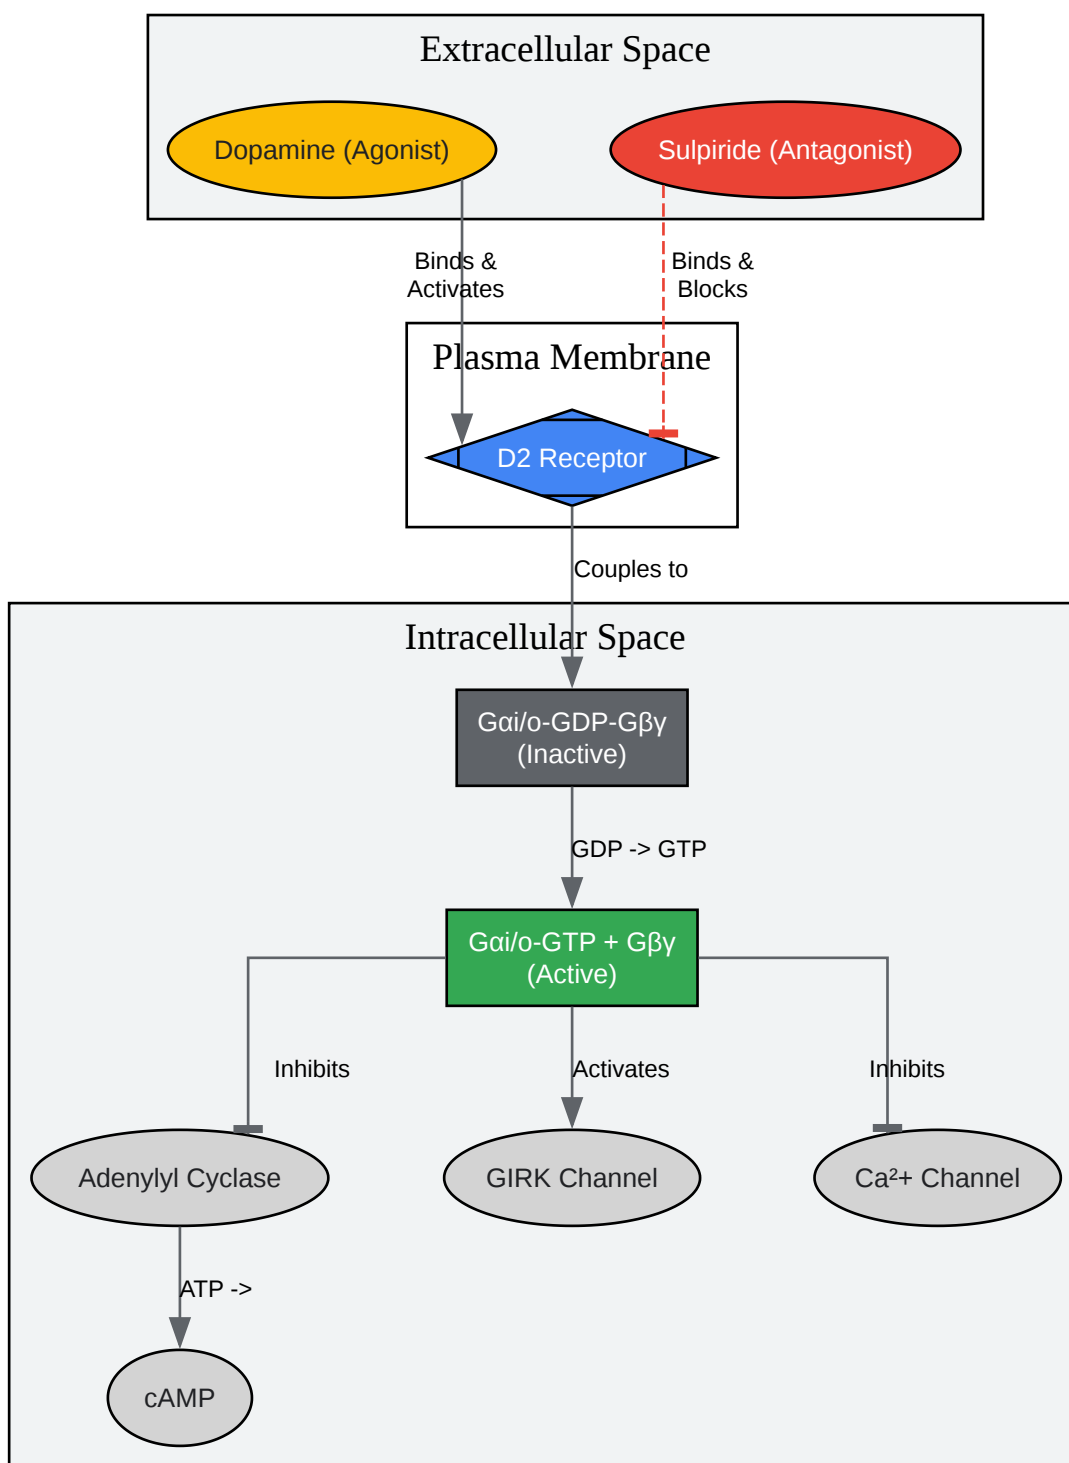 Extracellular Space
Dopamine (Agonist)
Sulpiride (Antagonist)
Binds &
Activates
Binds &
Blocks
Plasma Membrane
D2 Receptor
Couples to
Intracellular Space
Gαi/o-GDP-Gβγ
(Inactive)
GDP -> GTP
Gαi/o-GTP + Gβγ
(Active)
Inhibits
Activates
Inhibits
Adenylyl Cyclase
GIRK Channel
Ca²+ Channel
ATP ->
cAMP